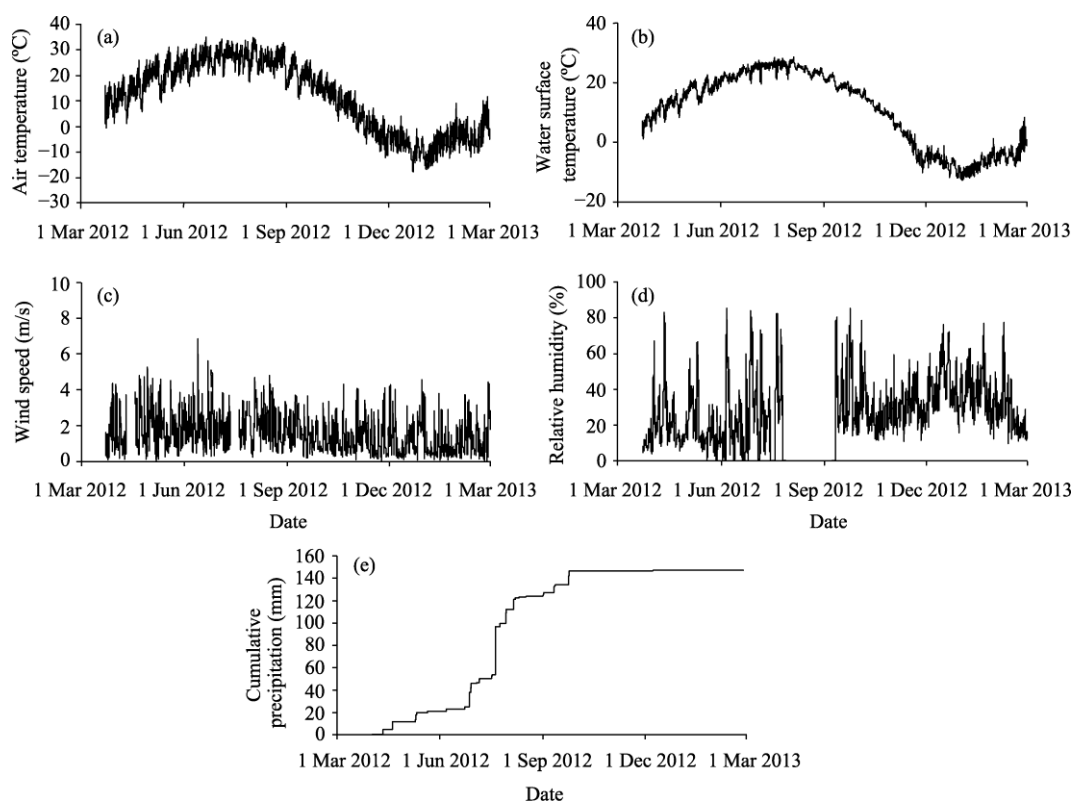 (a)
Air temperature (ºC)
40
30
20
10
0
−10
−20
−30
1 Mar 2012 1 Jun 2012 1 Sep 2012 1 Dec 2012 1 Mar 2013
(b)
Water surface
temperature (ºC)
40
20
0
−20
1 Mar 2012 1 Jun 2012 1 Sep 2012 1 Dec 2012 1 Mar 2013
(c)
Wind speed (m/s)
10
8
6
4
2
0
1 Mar 2012 1 Jun 2012 1 Sep 2012 1 Dec 2012 1 Mar 2013
Date
(d)
Relative humidity (%)
100
80
60
40
20
0
1 Mar 2012 1 Jun 2012 1 Sep 2012 1 Dec 2012 1 Mar 2013
Date
(e)
Cumulative
precipitation (mm)
160
140
120
100
80
60
40
20
0
1 Mar 2012 1 Jun 2012 1 Sep 2012 1 Dec 2012 1 Mar 2013
Date